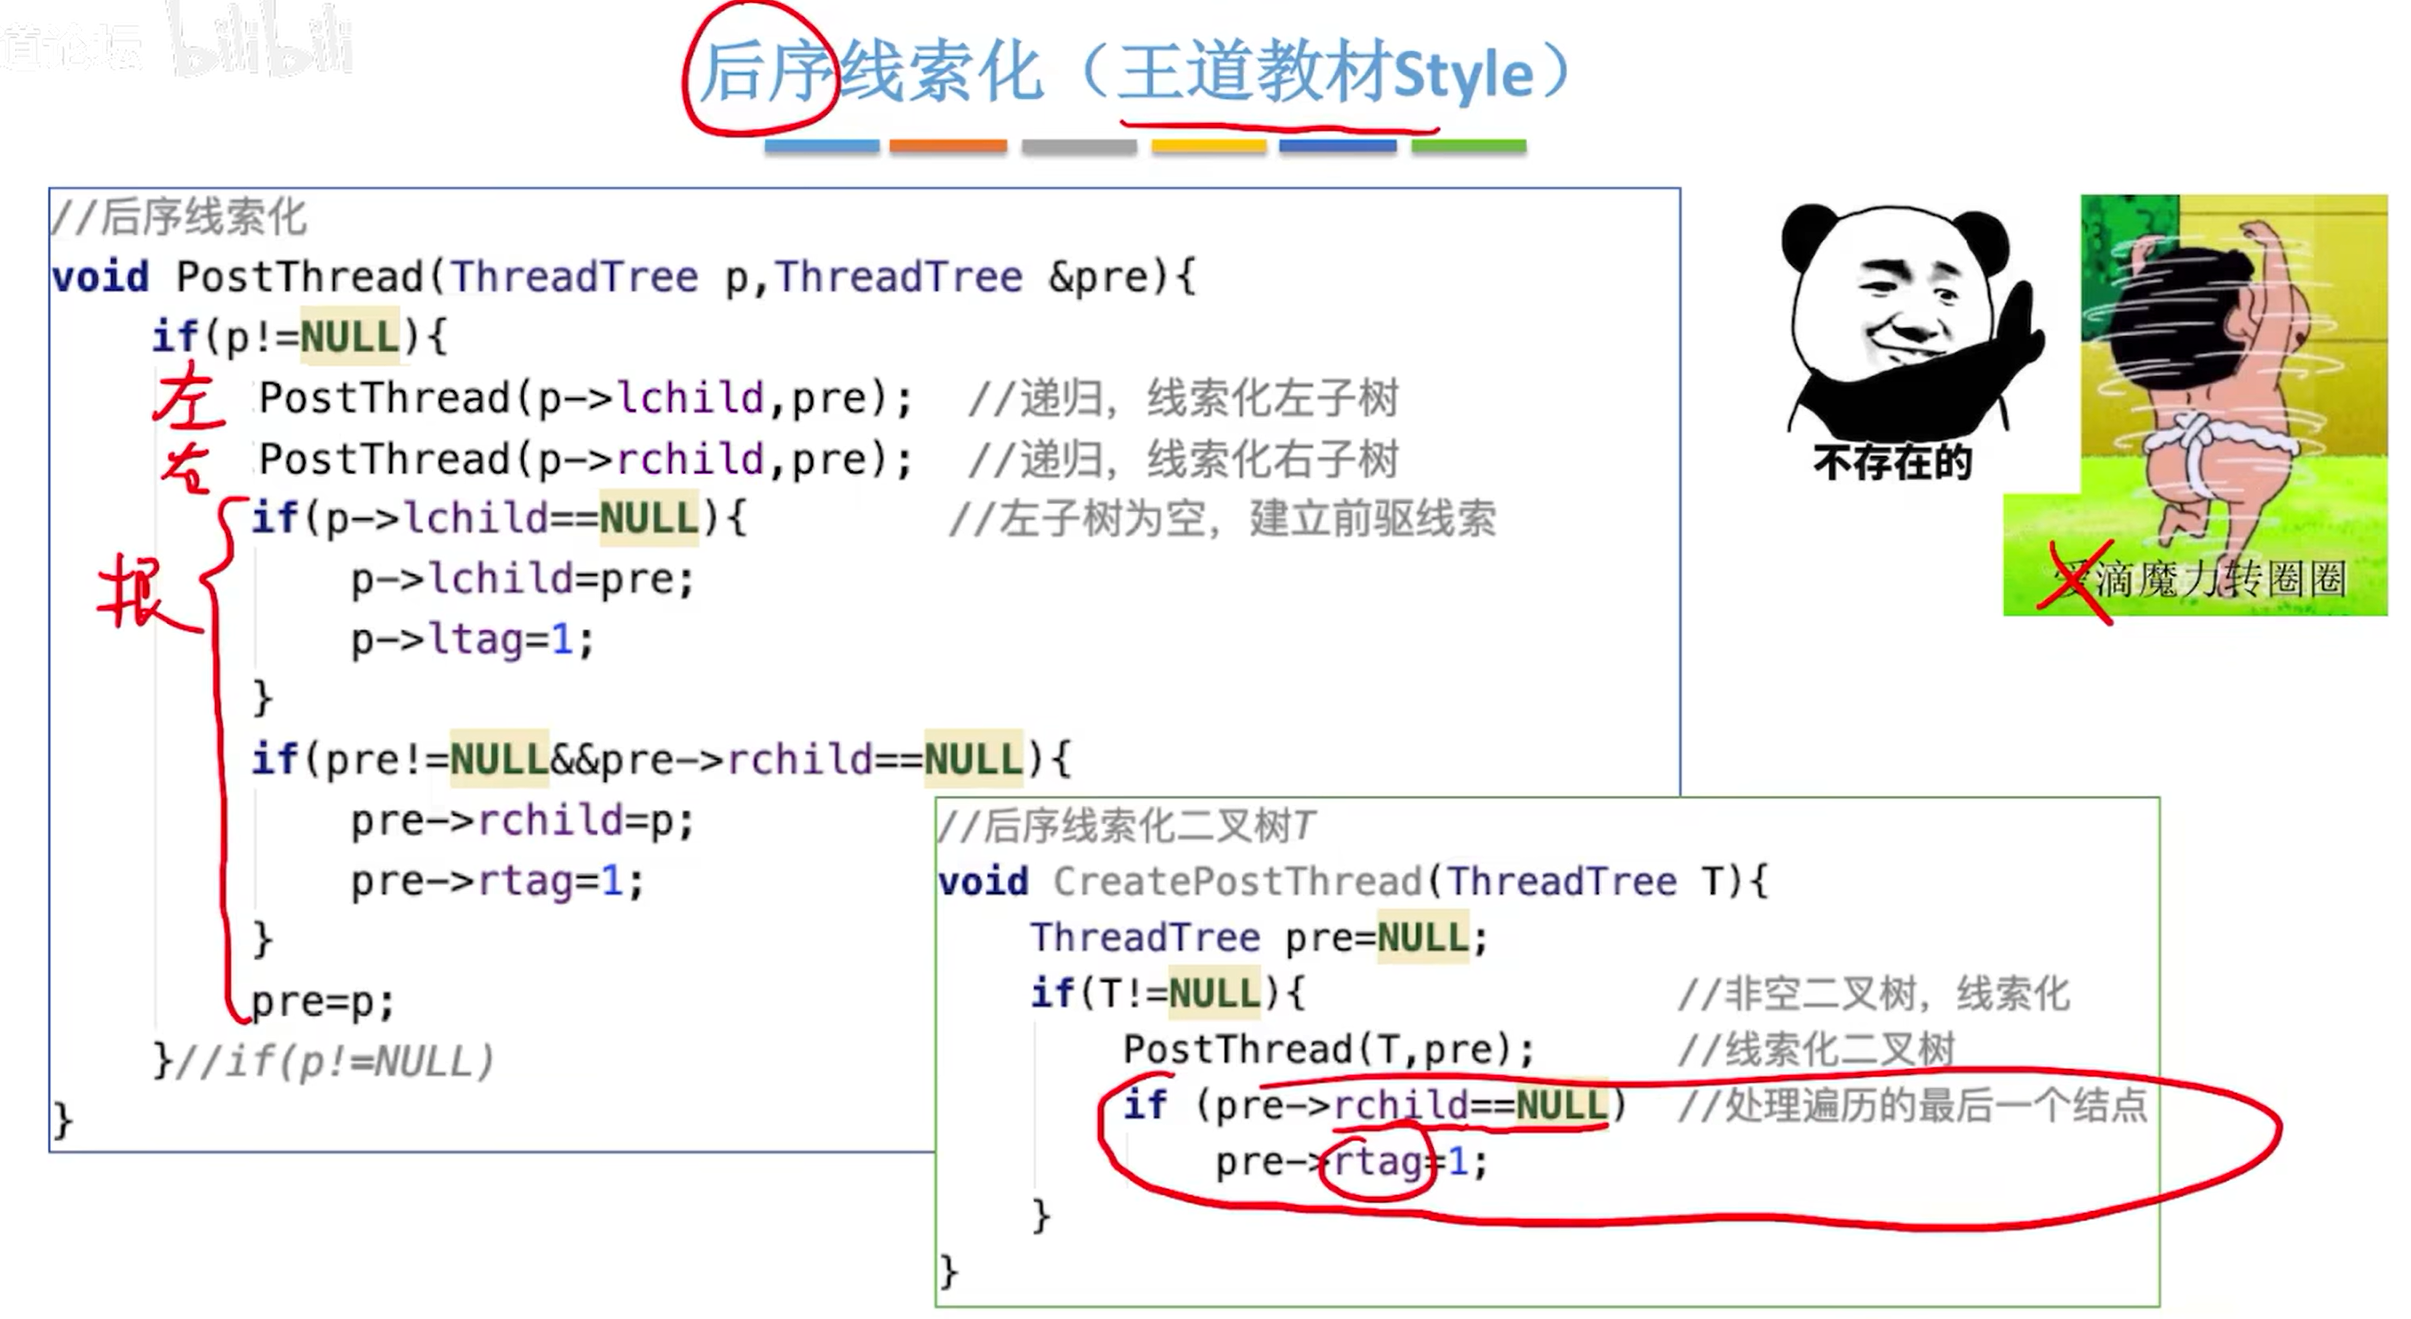 道论坛 bilibili
后序线索化（王道教材Style）
//后序线索化
void PostThread(ThreadTree p,ThreadTree &pre){
if(p!=NULL){
左 PostThread(p->lchild,pre); //递归，线索化左子树
右 PostThread(p->rchild,pre); //递归，线索化右子树
if(p->lchild==NULL){ //左子树为空，建立前驱线索
根 p->lchild=pre;
p->ltag=1;
}
if(pre!=NULL&&pre->rchild==NULL){
pre->rchild=p;
pre->rtag=1;
}
pre=p;
}//if(p!=NULL)
}
不存在的
爱滴魔力转圈圈
//后序线索化二叉树T
void CreatePostThread(ThreadTree T){
ThreadTree pre=NULL;
if(T!=NULL){ //非空二叉树，线索化
PostThread(T,pre); //线索化二叉树
if (pre->rchild==NULL) //处理遍历的最后一个结点
pre->rtag=1;
}
}